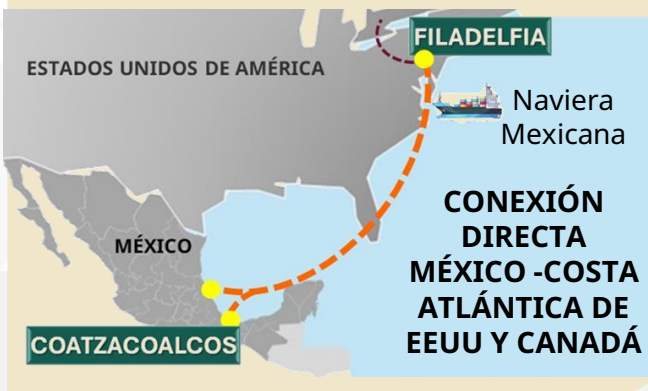 FILADELFIA
ESTADOS UNIDOS DE AMÉRICA
Naviera
Mexicana
CONEXIÓN
DIRECTA
MÉXICO -COSTA
ATLÁNTICA DE
EEUU Y CANADÁ
MÉXICO
COATZACOALCOS